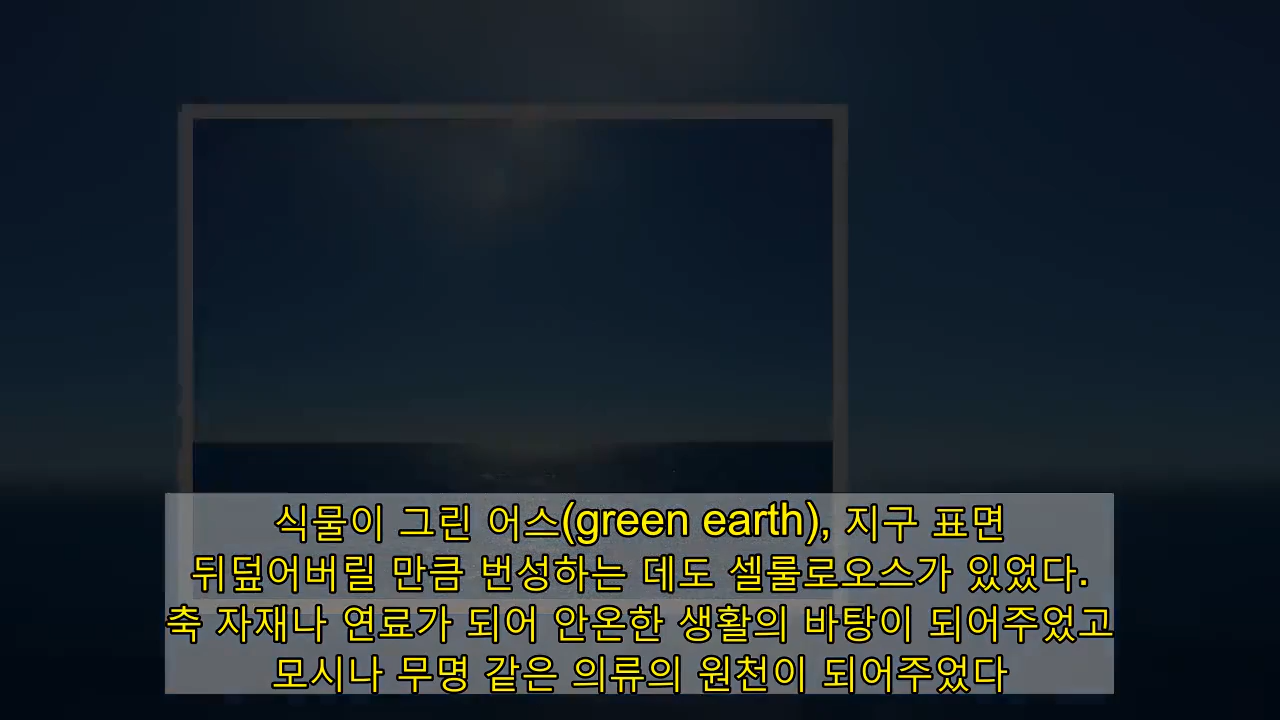 식물이 그린 어스(green earth), 지구 표면
뒤덮어버릴 만큼 번성하는 데도 셀룰로오스가 있었다.
축 자재나 연료가 되어 안온한 생활의 바탕이 되어주었고
모시나 무명 같은 의류의 원천이 되어주었다